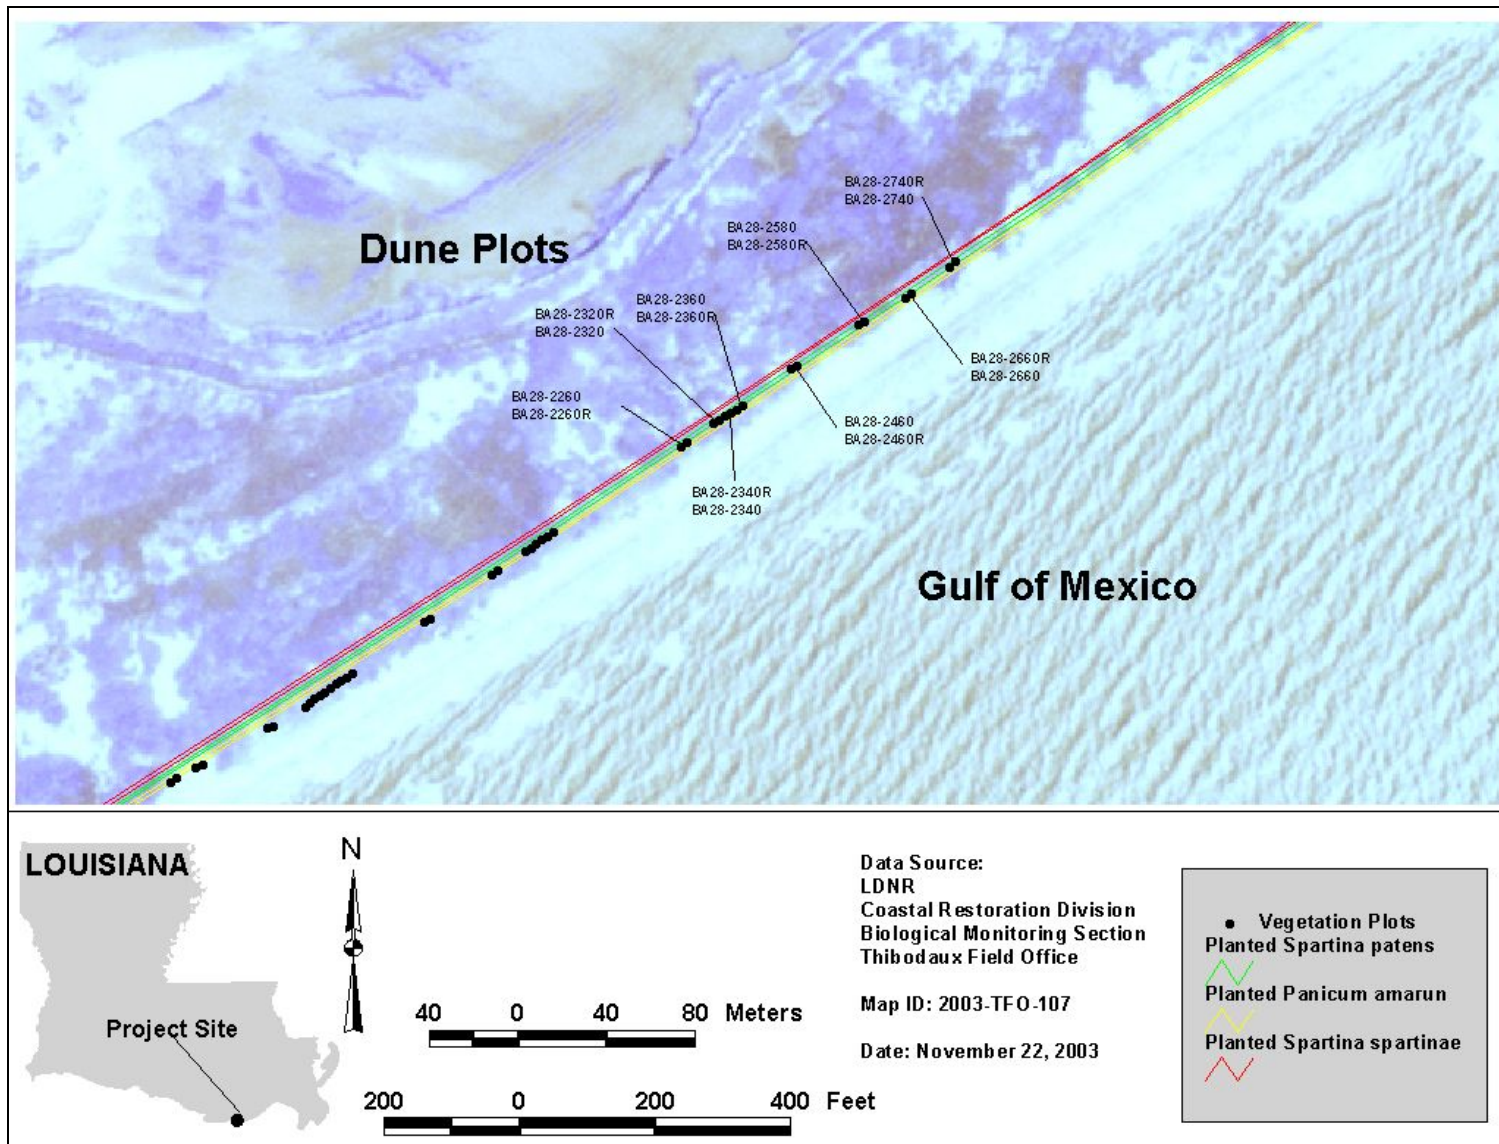 BA28-2740R
BA28-2740
BA28-2580
BA28-2580R
Dune Plots
BA28-2360
BA28-2360R
BA28-2320R
BA28-2320
BA28-2660R
BA28-2660
BA28-2260
BA28-2260R
BA28-2460
BA28-2460R
BA28-2340R
BA28-2340
Gulf of Mexico
LOUISIANA
Project Site
N
40 0 40 80 Meters
200 0 200 400 Feet
Data Source:
LDNR
Coastal Restoration Division
Biological Monitoring Section
Thibodaux Field Office
Map ID: 2003-TFO-107
Date: November 22, 2003
Vegetation Plots
Planted Spartina patens
Planted Panicum amarun
Planted Spartina spartinae